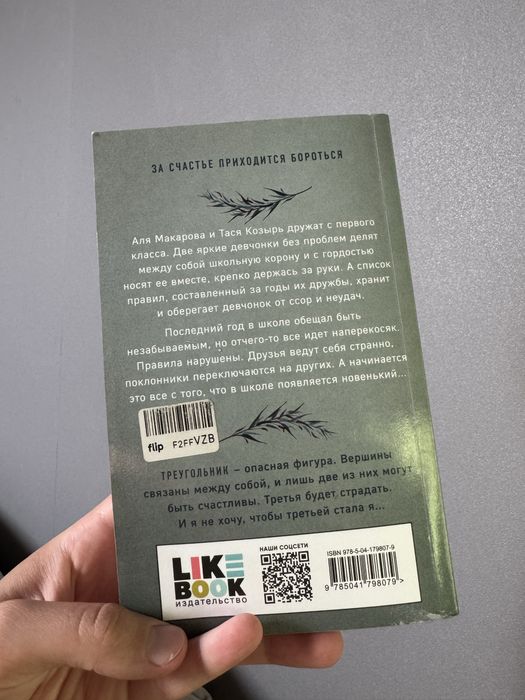 ЗА СЧАСТЬЕ ПРИХОДИТСЯ БОРОТЬСЯ
Аля Макарова и Тася Козырь дружат с первого
класса. Две яркие девчонки без проблем делят
между собой школьную корону и с гордостью
носят ее вместе, крепко держась за руки. А список
правил, составленный за годы их дружбы, хранит
и оберегает девчонок от ссор и неудач.
Последний год в школе обещал быть
незабываемым, но отчего-то все идет наперекосяк.
Правила нарушены. Друзья ведут себя странно,
поклонники переключаются на других. А начинается
это все с того, что в школе появляется новенький...
flip F2FFVZB
ТРЕУГОЛЬНИК – опасная фигура. Вершины
связаны между собой, и лишь две из них могут
быть счастливы. Третья будет страдать.
И я не хочу, чтобы третьей стала я...
LIKE
BOOK
издательство
НАШИ СОЦСЕТИ
ISBN 978-5-04-179807-9
9 785041 798079 >